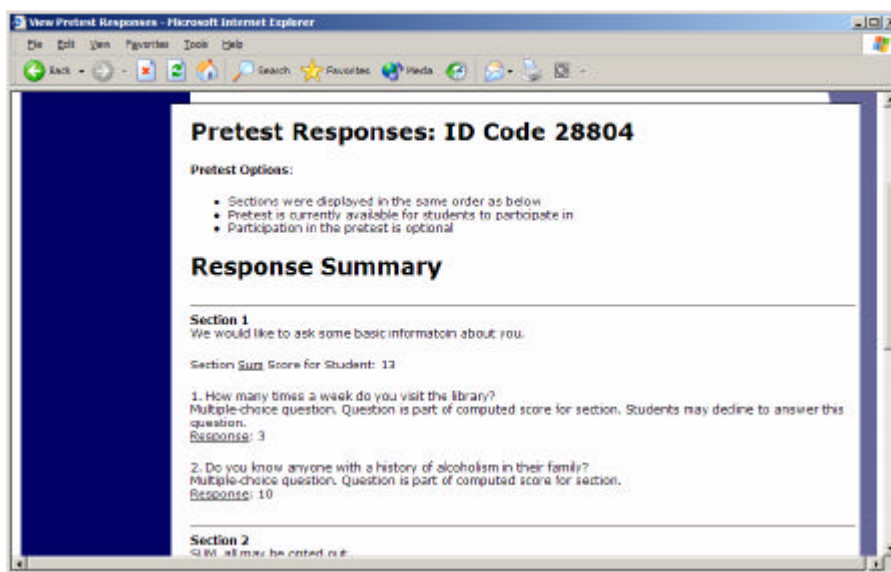 View Pretest Responses - Microsoft Internet Explorer
File Edit View Favorites Tools Help
Back Search Favorites Media
Pretest Responses: ID Code 28804
Pretest Options:
• Sections were displayed in the same order as below
• Pretest is currently available for students to participate in
• Participation in the pretest is optional
Response Summary
Section 1
We would like to ask some basic informatoin about you.
Section Sum Score for Student: 13
1. How many times a week do you visit the library?
Multiple-choice question. Question is part of computed score for section. Students may decline to answer this
question.
Response: 3
2. Do you know anyone with a history of alcoholism in their family?
Multiple-choice question. Question is part of computed score for section.
Response: 10
Section 2
SUM, all may be opted out: